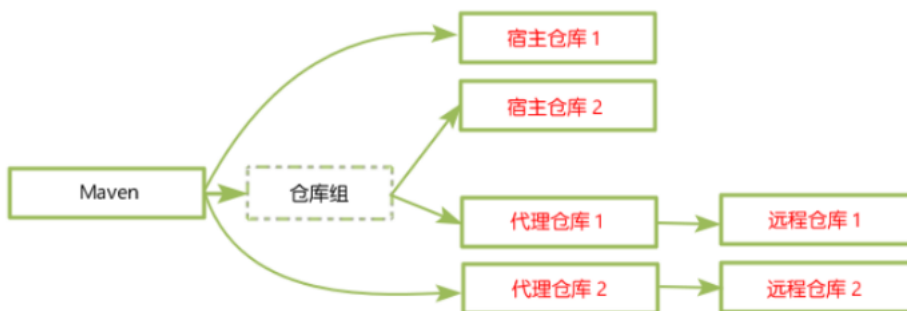 宿主仓库 1
宿主仓库 2
Maven
仓库组
代理仓库 1
远程仓库 1
代理仓库 2
远程仓库 2